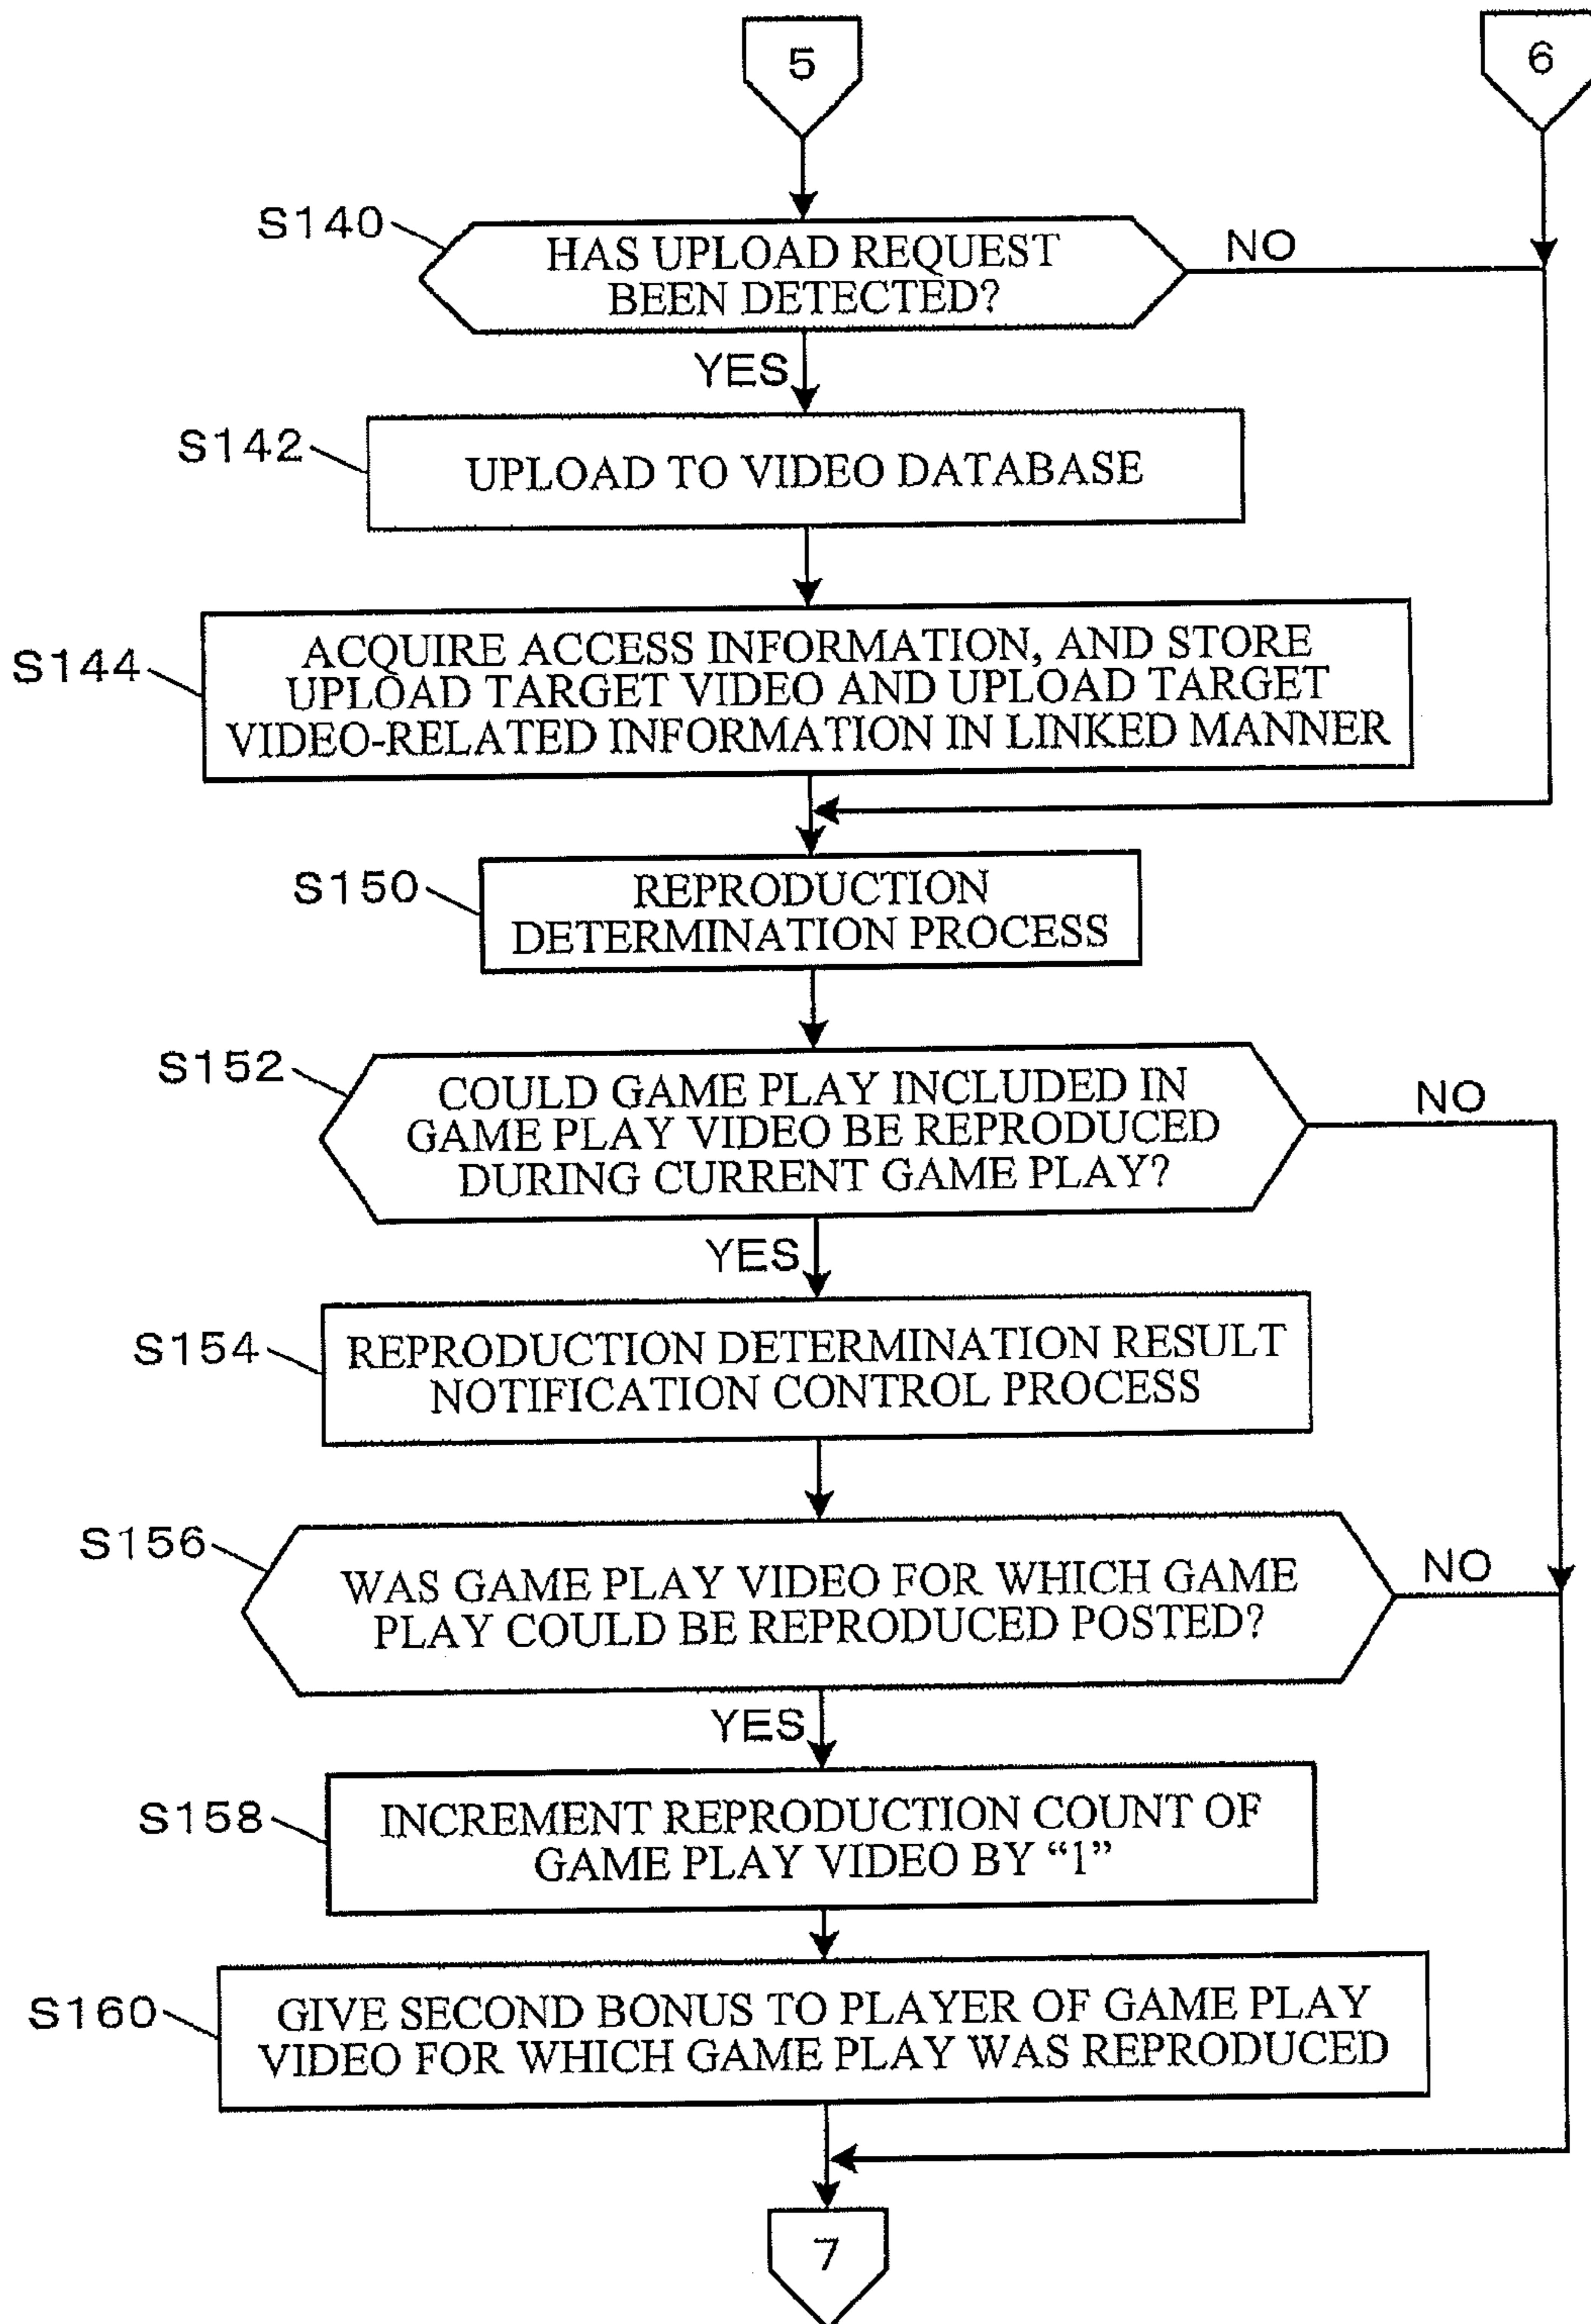 5
6
S140
HAS UPLOAD REQUEST
BEEN DETECTED?
NO
YES
S142
UPLOAD TO VIDEO DATABASE
S144
ACQUIRE ACCESS INFORMATION, AND STORE
UPLOAD TARGET VIDEO AND UPLOAD TARGET
VIDEO-RELATED INFORMATION IN LINKED MANNER
S150
REPRODUCTION
DETERMINATION PROCESS
S152
COULD GAME PLAY INCLUDED IN
GAME PLAY VIDEO BE REPRODUCED
DURING CURRENT GAME PLAY?
NO
YES
S154
REPRODUCTION DETERMINATION RESULT
NOTIFICATION CONTROL PROCESS
S156
WAS GAME PLAY VIDEO FOR WHICH GAME
PLAY COULD BE REPRODUCED POSTED?
NO
YES
S158
INCREMENT REPRODUCTION COUNT OF
GAME PLAY VIDEO BY “1”
S160
GIVE SECOND BONUS TO PLAYER OF GAME PLAY
VIDEO FOR WHICH GAME PLAY WAS REPRODUCED
7